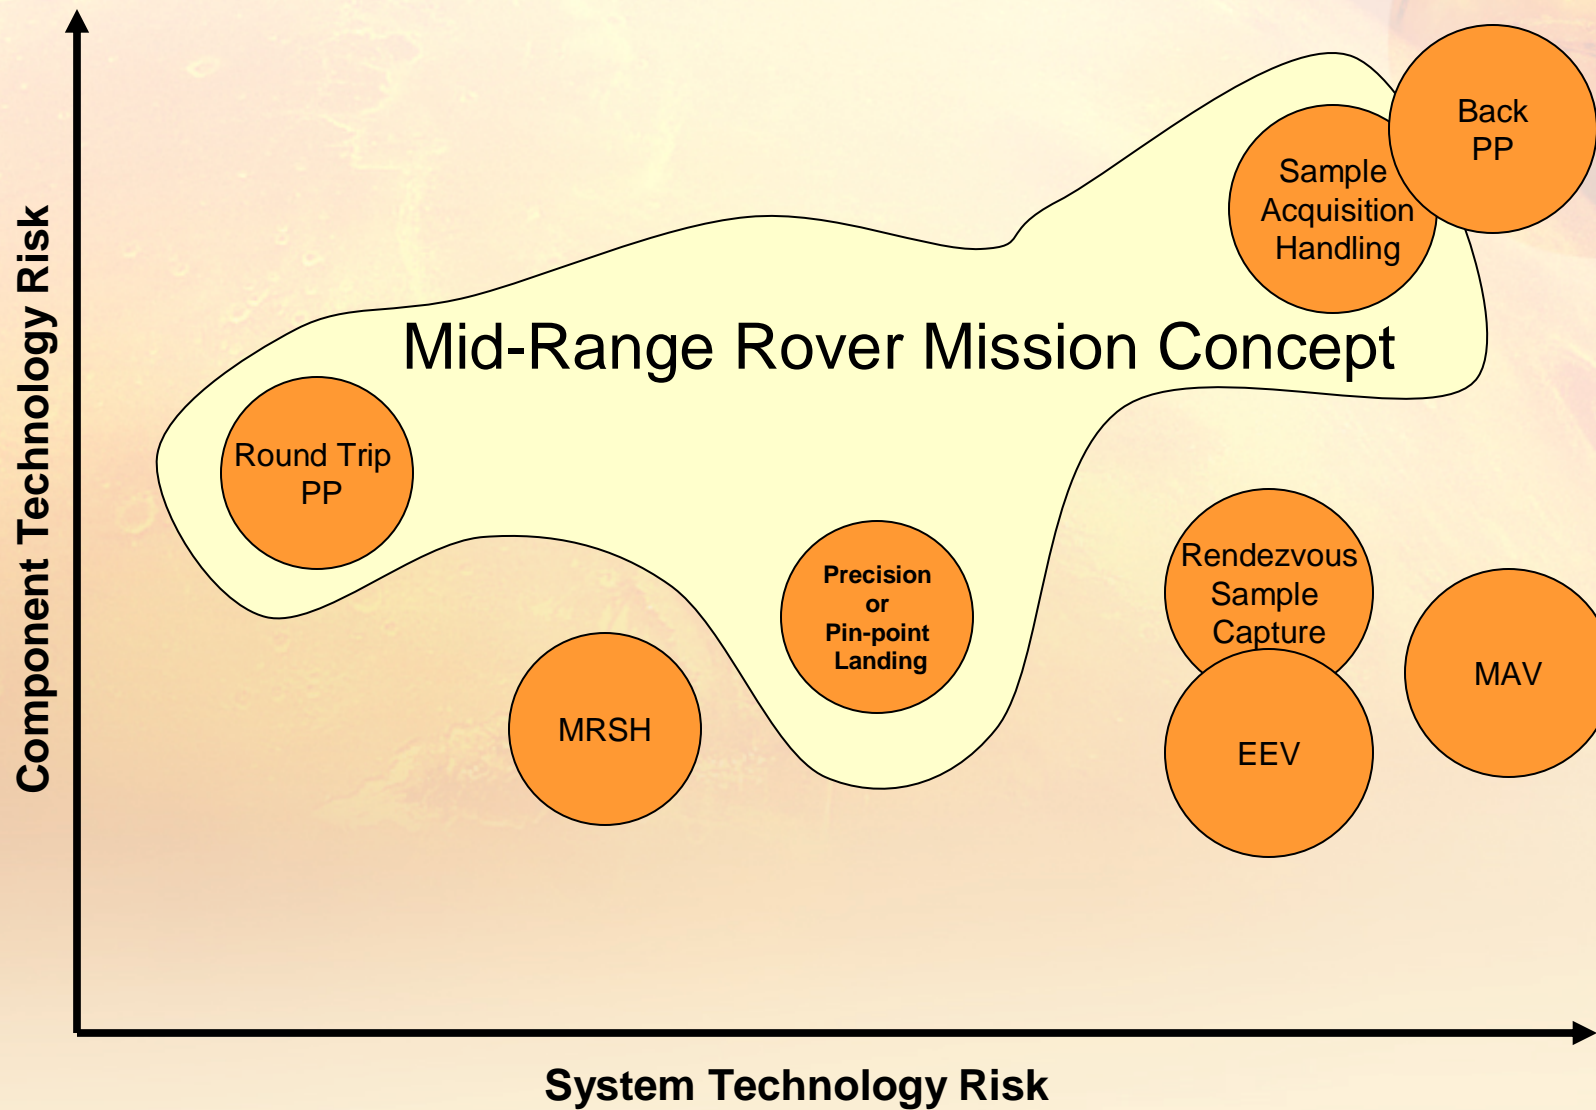 Component Technology Risk
Back
PP
Sample
Acquisition
Handling
Mid-Range Rover Mission Concept
Round Trip
PP
Precision
or
Pin-point
Landing
Rendezvous
Sample
Capture
MAV
MRSH
EEV
System Technology Risk